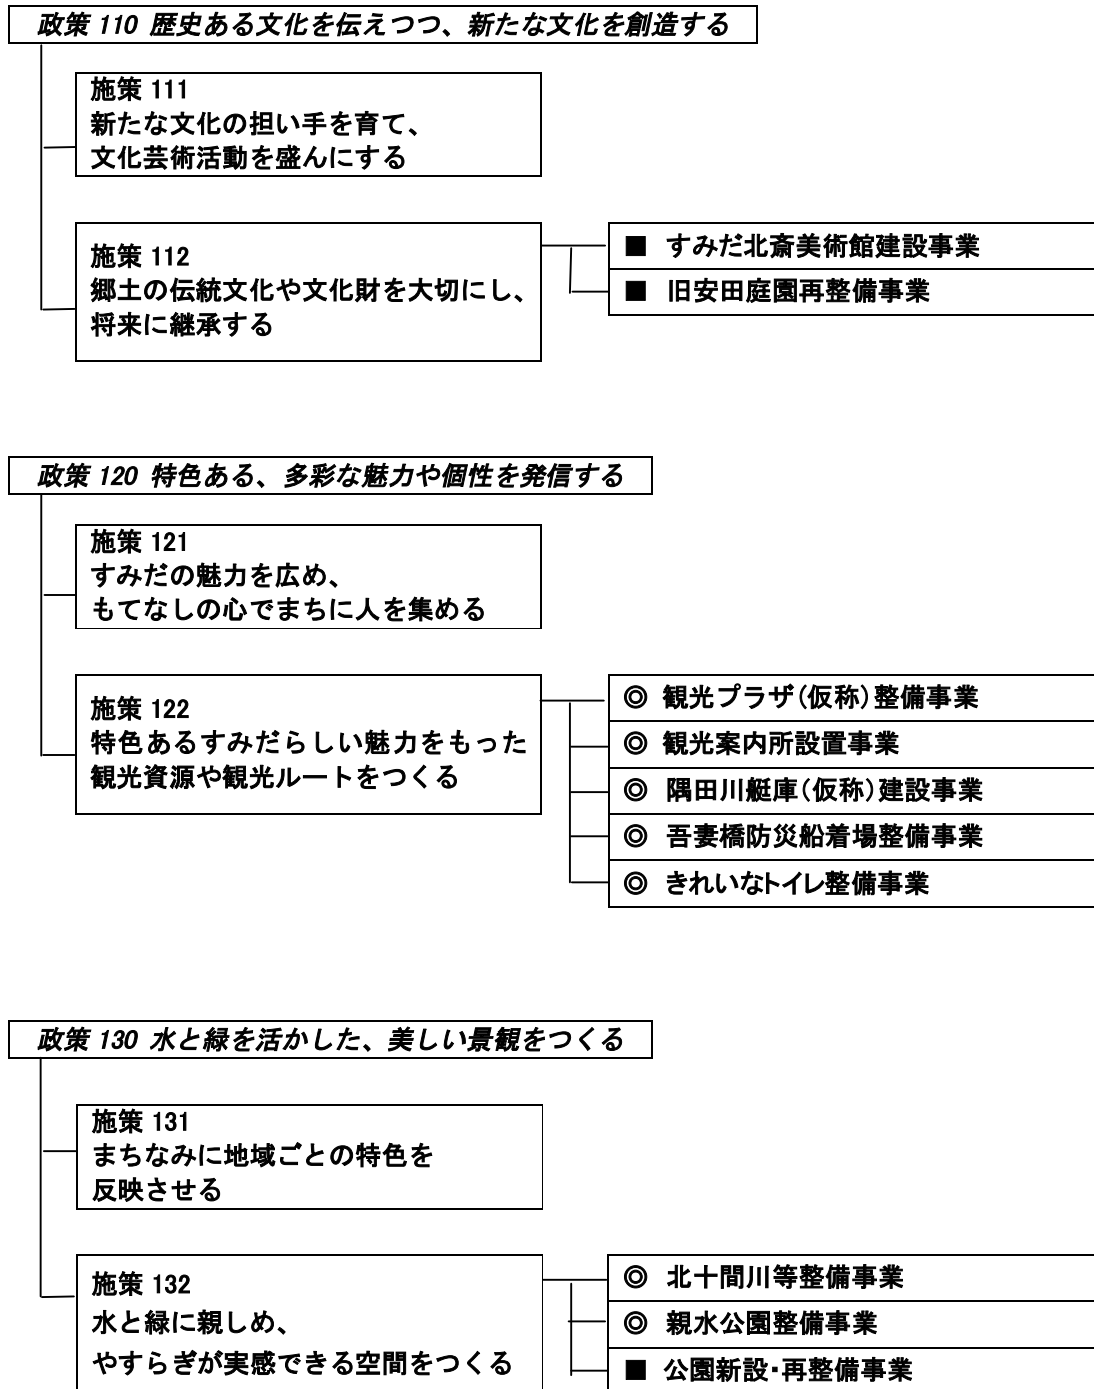 政策 110 歴史ある文化を伝えつつ、新たな文化を創造する
施策 111
新たな文化の担い手を育て、
文化芸術活動を盛んにする
施策 112
郷土の伝統文化や文化財を大切にし、
将来に継承する
■ すみだ北斎美術館建設事業
■ 旧安田庭園再整備事業
政策 120 特色ある、多彩な魅力や個性を発信する
施策 121
すみだの魅力を広め、
もてなしの心でまちに人を集める
施策 122
特色あるすみだらしい魅力をもった
観光資源や観光ルートをつくる
◎ 観光プラザ(仮称)整備事業
◎ 観光案内所設置事業
◎ 隅田川艇庫(仮称)建設事業
◎ 吾妻橋防災船着場整備事業
◎ きれいなトイレ整備事業
政策 130 水と緑を活かした、美しい景観をつくる
施策 131
まちなみに地域ごとの特色を
反映させる
施策 132
水と緑に親しめ、
やすらぎが実感できる空間をつくる
◎ 北十間川等整備事業
◎ 親水公園整備事業
■ 公園新設・再整備事業